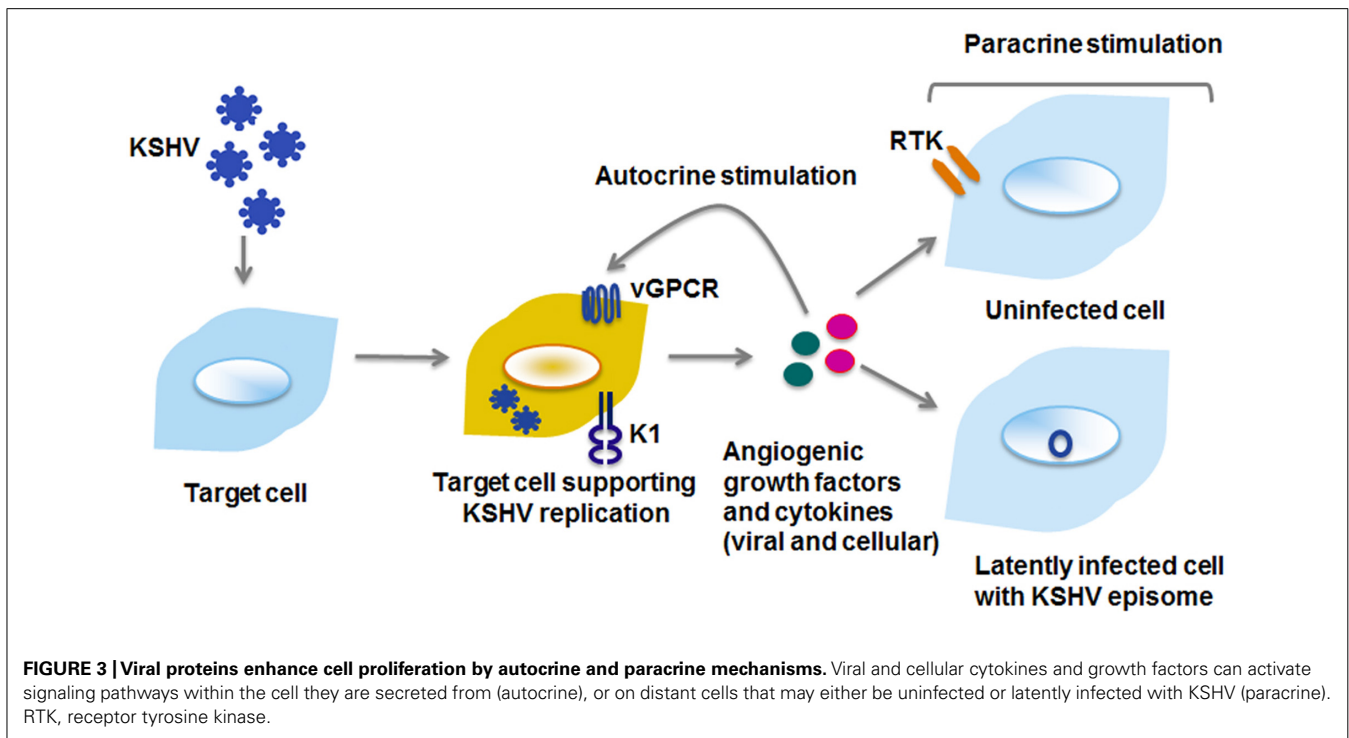 Paracrine stimulation
KSHV
RTK
Autocrine stimulation
vGPCR
Uninfected cell
K1
Target cell
Target cell supporting
KSHV replication
Angiogenic
growth factors
and cytokines
(viral and cellular)
Latently infected cell
with KSHV episome
FIGURE 3 | Viral proteins enhance cell proliferation by autocrine and paracrine mechanisms. Viral and cellular cytokines and growth factors can activate
signaling pathways within the cell they are secreted from (autocrine), or on distant cells that may either be uninfected or latently infected with KSHV (paracrine).
RTK, receptor tyrosine kinase.